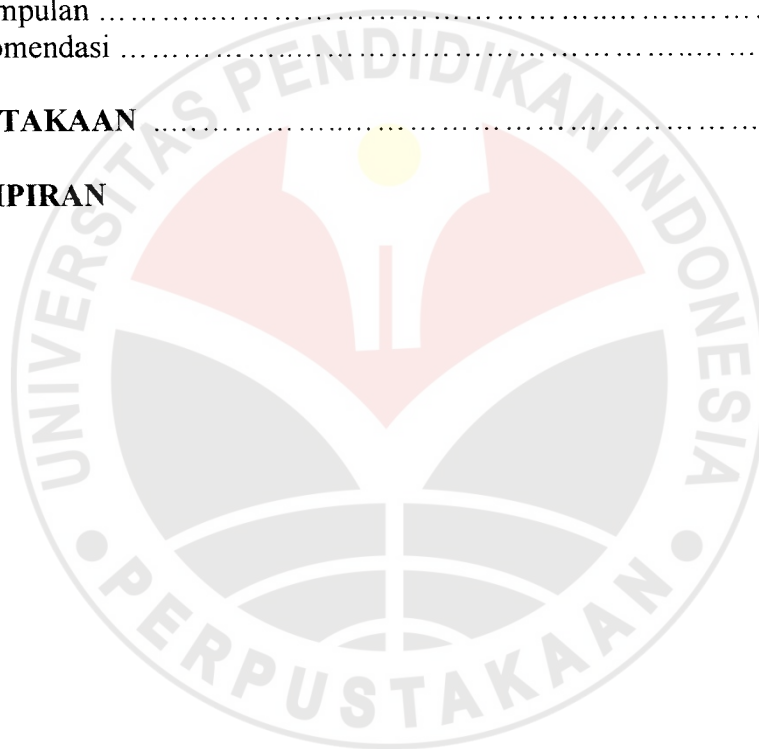 mpulan ........................................................
omendasi ........................................................
TAKAAN ........................................................
IPIRAN
UNIVERSITAS PENDIDIKAN INDONESIA
PERPUSTAKAAN